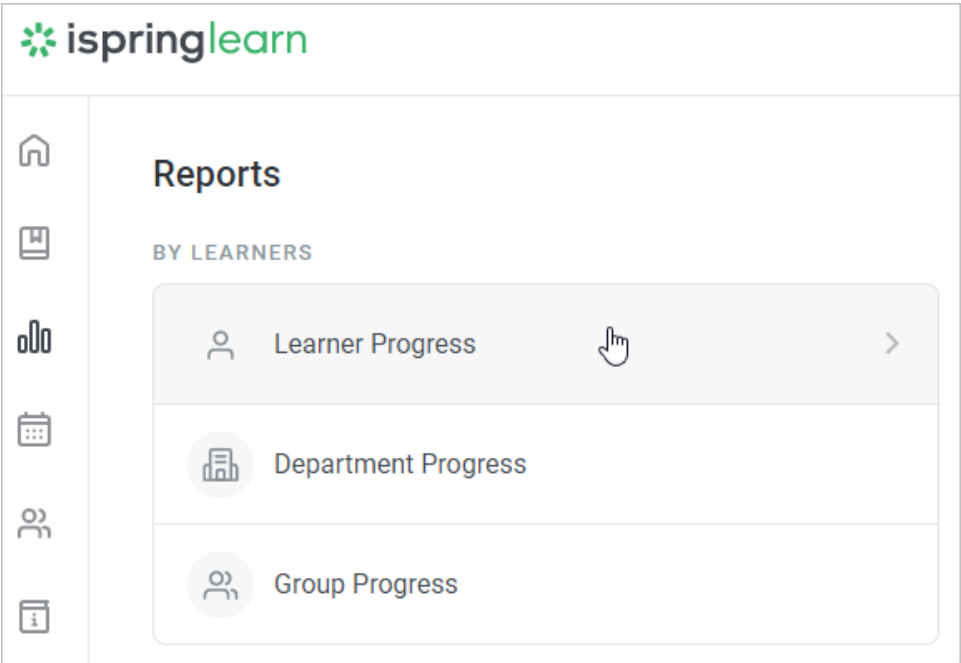 ispringlearn
Reports
BY LEARNERS
Learner Progress
Department Progress
Group Progress